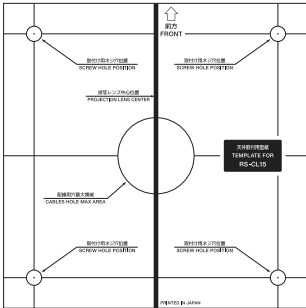 前方
FRONT
取付け用ネジ穴位置
SCREW HOLE POSITION
取付け用ネジ穴位置
SCREW HOLE POSITION
投写レンズ中心位置
PROJECTION LENS CENTER
天井取付用型紙
TEMPLATE FOR
RS-CL15
配線用穴最大領域
CABLES HOLE MAX AREA
取付け用ネジ穴位置
SCREW HOLE POSITION
取付け用ネジ穴位置
SCREW HOLE POSITION
PRINTED IN JAPAN